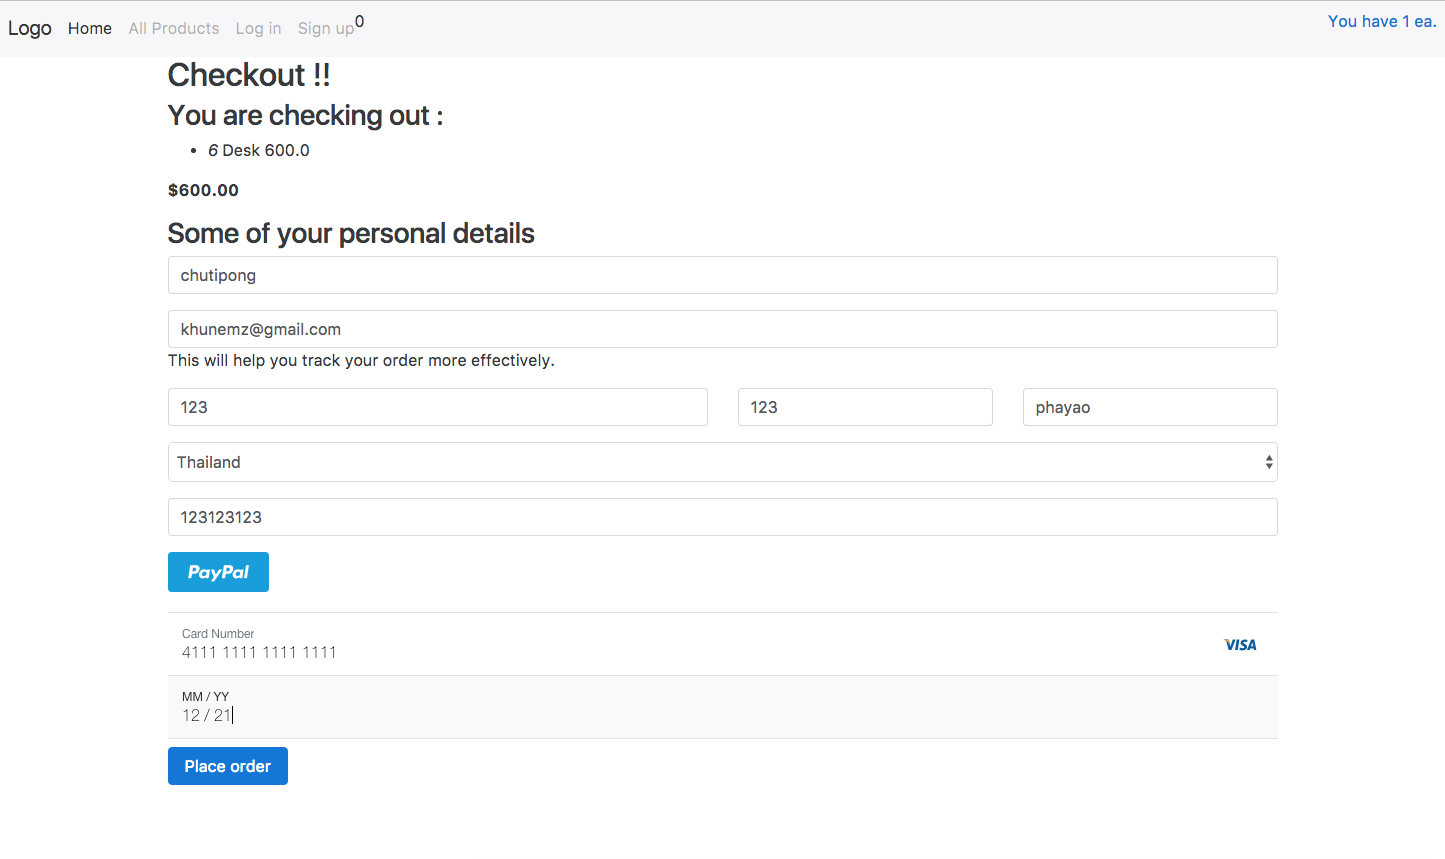 Logo Home All Products Log in Sign up0 You have 1 ea.
Checkout !!
You are checking out :
• 6 Desk 600.0
$600.00
Some of your personal details
chutipong
khunemz@gmail.com
This will help you track your order more effectively.
123 123 phayao
Thailand
123123123
PayPal
Card Number
4111 1111 1111 1111 VISA
MM / YY
12 / 21
Place order